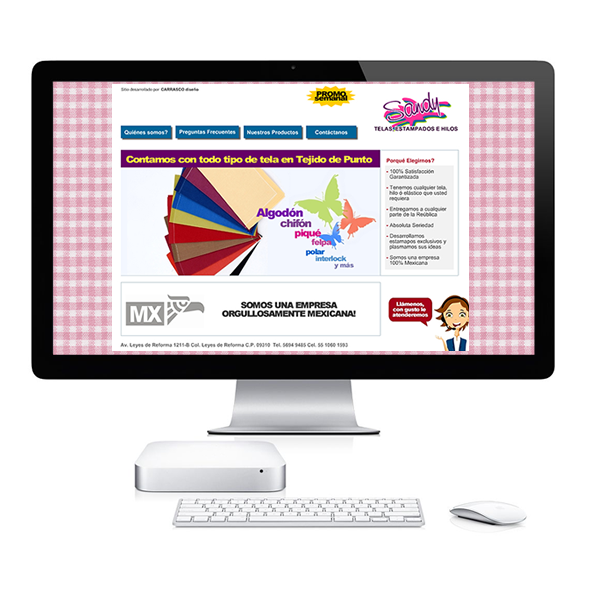 Sitio desarrollado por CARRASCO diseño
PROMO
semanal
Sandy
TELAS, ESTAMPADOS E HILOS
Quiénes somos?
Preguntas Frecuentes
Nuestros Productos
Contáctanos
Contamos con todo tipo de tela en Tejido de Punto
Algodón
chifón
piqué
felpa
polar
interlock
y más
Porqué Elegirnos?
• 100% Satisfacción
Garantizada
• Tenemos cualquier tela,
hilo ó elástico que usted
requiera
• Entregamos a cualquier
parte de la Reública
• Absoluta Seriedad
• Desarrollamos
estampados exclusivos y
plasmamos sus ideas
• Somos una empresa
100% Mexicana
MX
SOMOS UNA EMPRESA
ORGULLOSAMENTE MEXICANA!
Llámenos,
con gusto le
atenderemos
Av. Leyes de Reforma 1211-B Col. Leyes de Reforma C.P. 09310 Tel. 5694 9485 Cel. 55 1060 1093